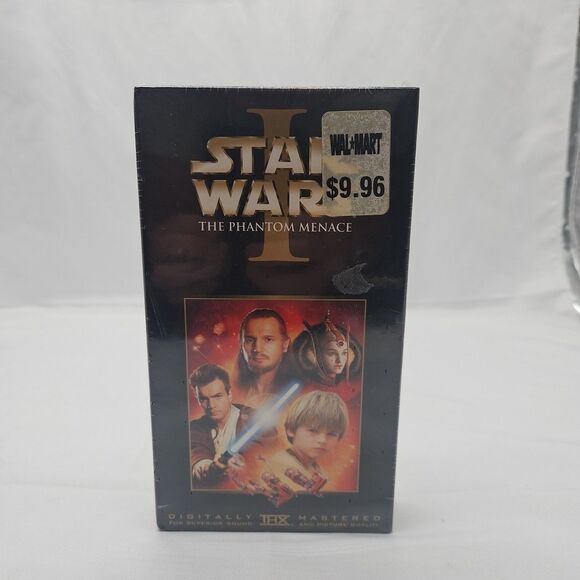 I
STAR
WARS
WAL★MART
$9.96
THE PHANTOM MENACE
DIGITALLY THX MASTERED
FOR SUPERIOR SOUND AND PICTURE QUALITY